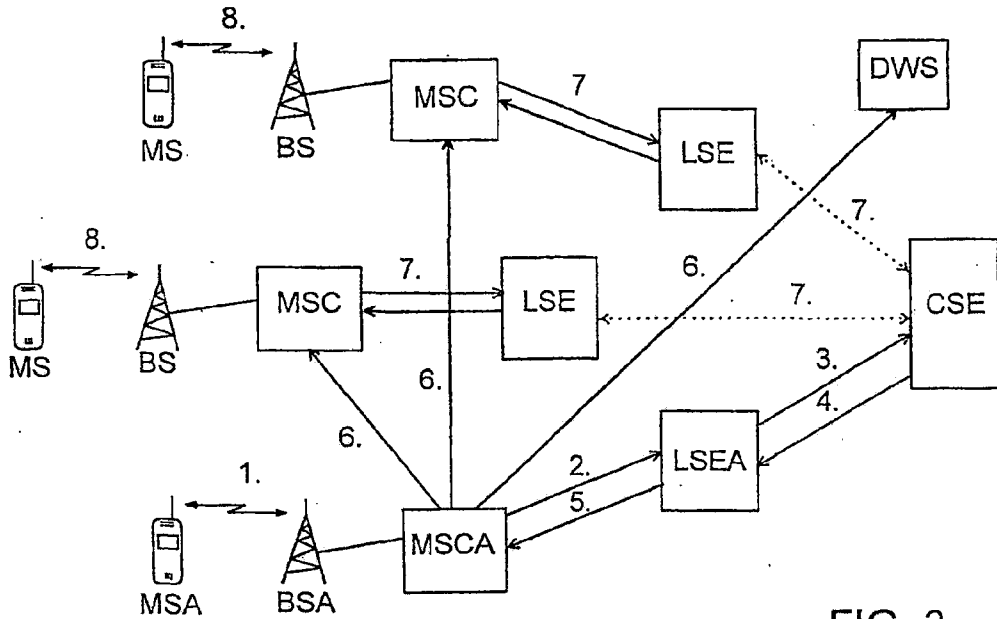 8.
MS
BS
MSC
7
LSE
DWS
7.
8.
MS
BS
MSC
7.
LSE
6.
7.
CSE
6.
6.
3.
4.
1.
MSA
BSA
MSCA
2.
5.
LSEA